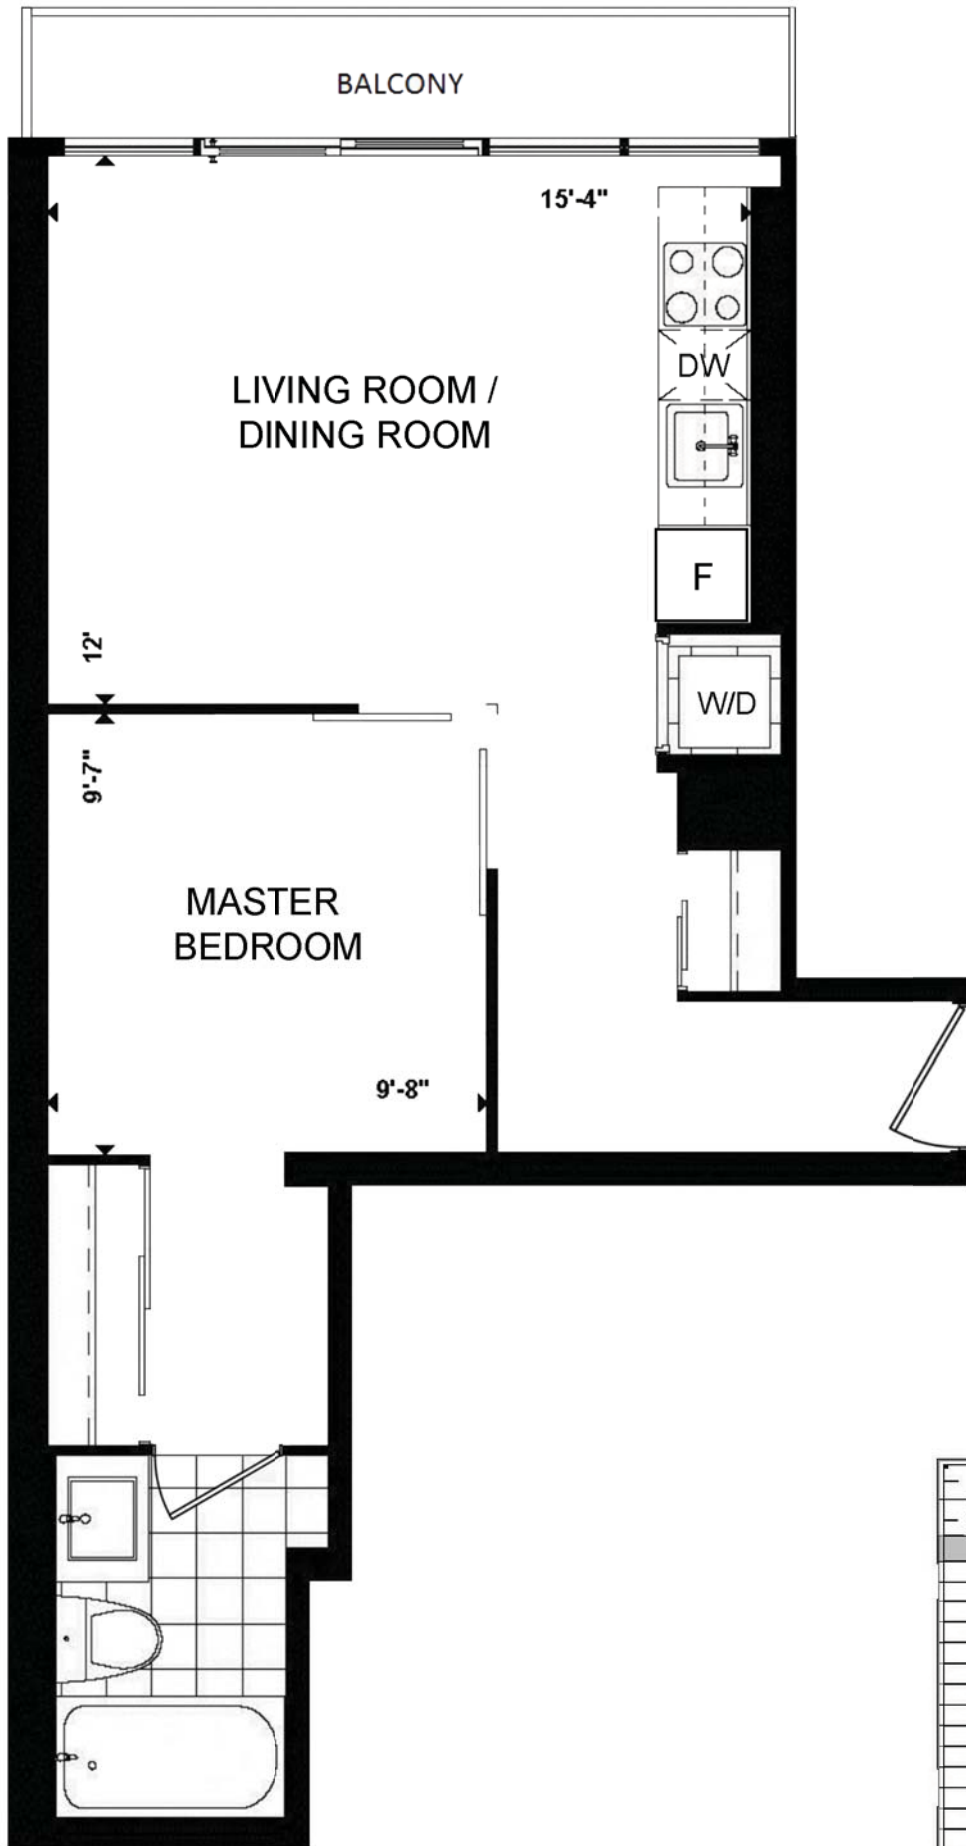 BALCONY
15'-4"
LIVING ROOM /
DINING ROOM
DW
F
12'
W/D
9'-7"
MASTER
BEDROOM
9'-8"